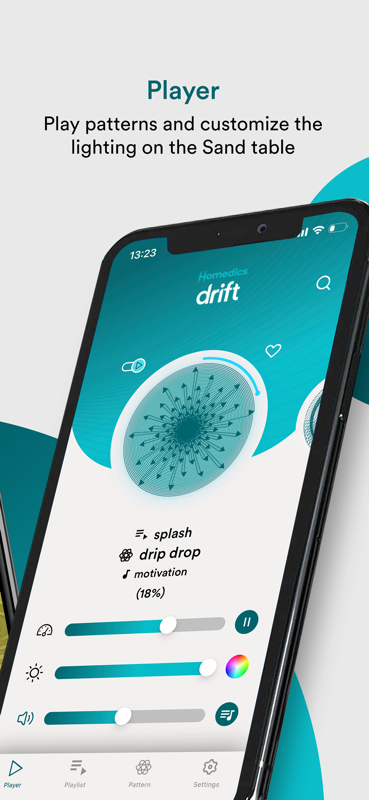 Player
Play patterns and customize the
lighting on the Sand table
13:23
Homedics
drift
splash
drip drop
motivation
(18%)
Player
Playlist
Pattern
Settings